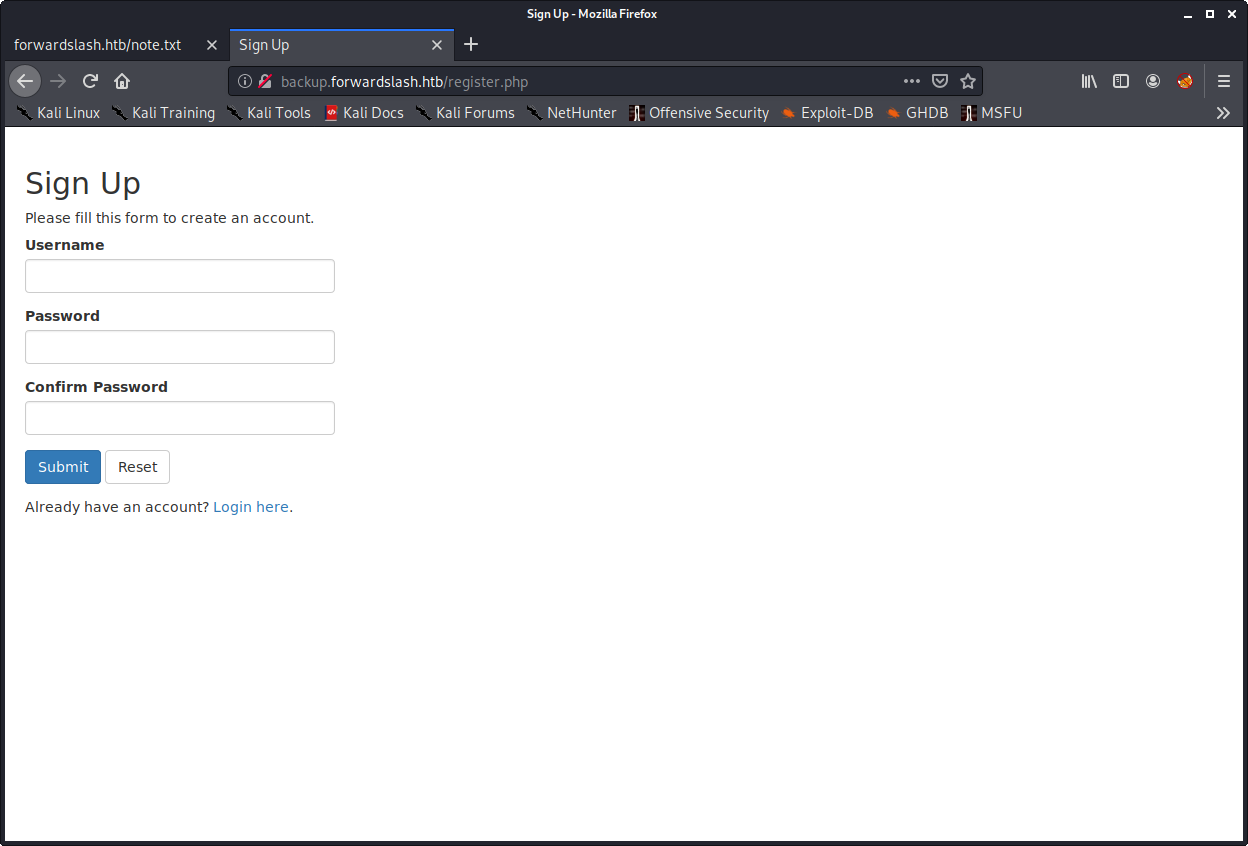 Sign Up - Mozilla Firefox
forwardslash.htb/note.txt Sign Up
backup.forwardslash.htb/register.php
Kali Linux Kali Training Kali Tools Kali Docs Kali Forums NetHunter Offensive Security Exploit-DB GHDB MSFU
Sign Up
Please fill this form to create an account.
Username
Password
Confirm Password
Submit Reset
Already have an account? Login here.